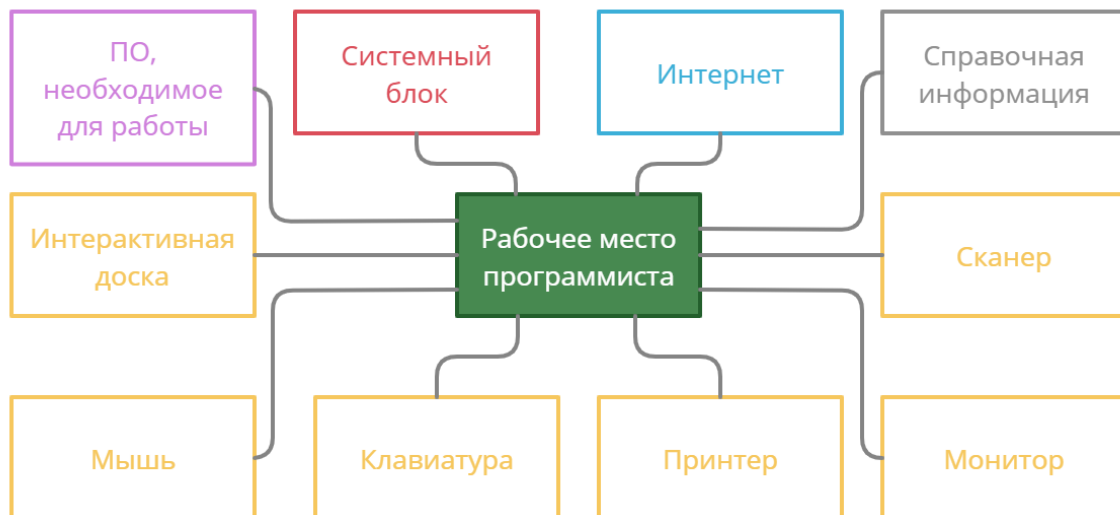 ПО,
необходимое
для работы
Системный
блок
Интернет
Справочная
информация
Интерактивная
доска
Рабочее место
программиста
Сканер
Мышь
Клавиатура
Принтер
Монитор